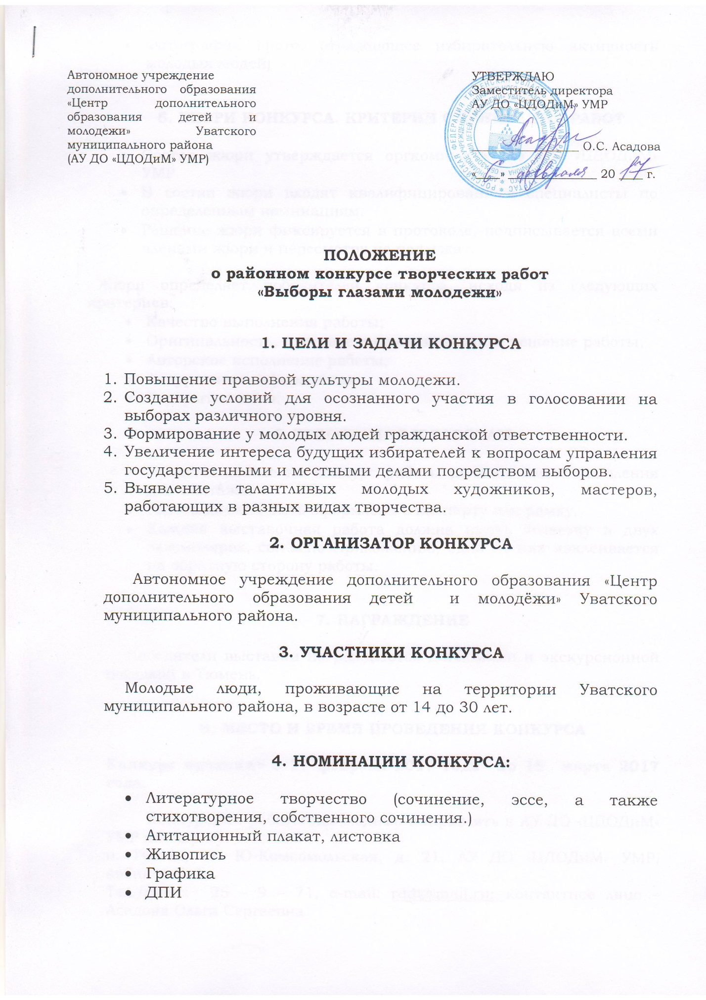 Автономное учреждение
дополнительного образования
«Центр дополнительного
образования детей и
молодежи» Уватского
муниципального района
(АУ ДО «ЦДОДиМ» УМР)
УТВЕРЖДАЮ
Заместитель директора
АУ ДО «ЦДОДиМ» УМР
О.С. Асадова
« » февраля 20 17 г.
ПОЛОЖЕНИЕ
о районном конкурсе творческих работ
«Выборы глазами молодежи»
1. ЦЕЛИ И ЗАДАЧИ КОНКУРСА
1. Повышение правовой культуры молодежи.
2. Создание условий для осознанного участия в голосовании на
выборах различного уровня.
3. Формирование у молодых людей гражданской ответственности.
4. Увеличение интереса будущих избирателей к вопросам управления
государственными и местными делами посредством выборов.
5. Выявление талантливых молодых художников, мастеров,
работающих в разных видах творчества.
2. ОРГАНИЗАТОР КОНКУРСА
Автономное учреждение дополнительного образования «Центр
дополнительного образования детей и молодёжи» Уватского
муниципального района.
3. УЧАСТНИКИ КОНКУРСА
Молодые люди, проживающие на территории Уватского
муниципального района, в возрасте от 14 до 30 лет.
4. НОМИНАЦИИ КОНКУРСА:
• Литературное творчество (сочинение, эссе, а также
стихотворения, собственного сочинения.)
• Агитационный плакат, листовка
• Живопись
• Графика
• ДПИ